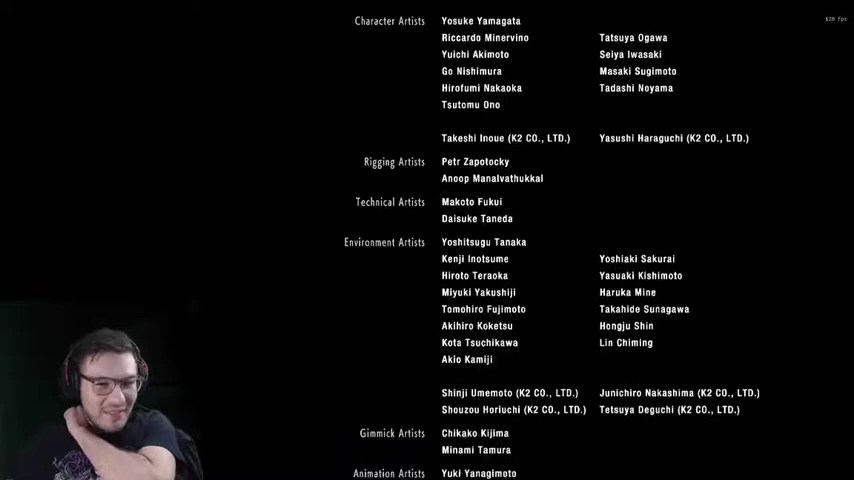 128 fps
Character Artists Yosuke Yamagata
Riccardo Minervino Tatsuya Ogawa
Yuichi Akimoto Seiya Iwasaki
Go Nishimura Masaki Sugimoto
Hirofumi Nakaoka Tadashi Noyama
Tsutomu Ono
Takeshi Inoue (K2 CO., LTD.) Yasushi Haraguchi (K2 CO., LTD.)
Rigging Artists Petr Zapotocky
Anoop Manalvathukkal
Technical Artists Makoto Fukui
Daisuke Taneda
Environment Artists Yoshitsugu Tanaka
Kenji Inotsume Yoshiaki Sakurai
Hiroto Teraoka Yasuaki Kishimoto
Miyuki Yakushiji Haruka Mine
Tomohiro Fujimoto Takahide Sunagawa
Akihiro Koketsu Hongju Shin
Kota Tsuchikawa Lin Chiming
Akio Kamiji
Shinji Umemoto (K2 CO., LTD.) Junichiro Nakashima (K2 CO., LTD.)
Shouzou Horiuchi (K2 CO., LTD.) Tetsuya Deguchi (K2 CO., LTD.)
Gimmick Artists Chikako Kijima
Minami Tamura
Animation Artists Yuki Yanagimoto